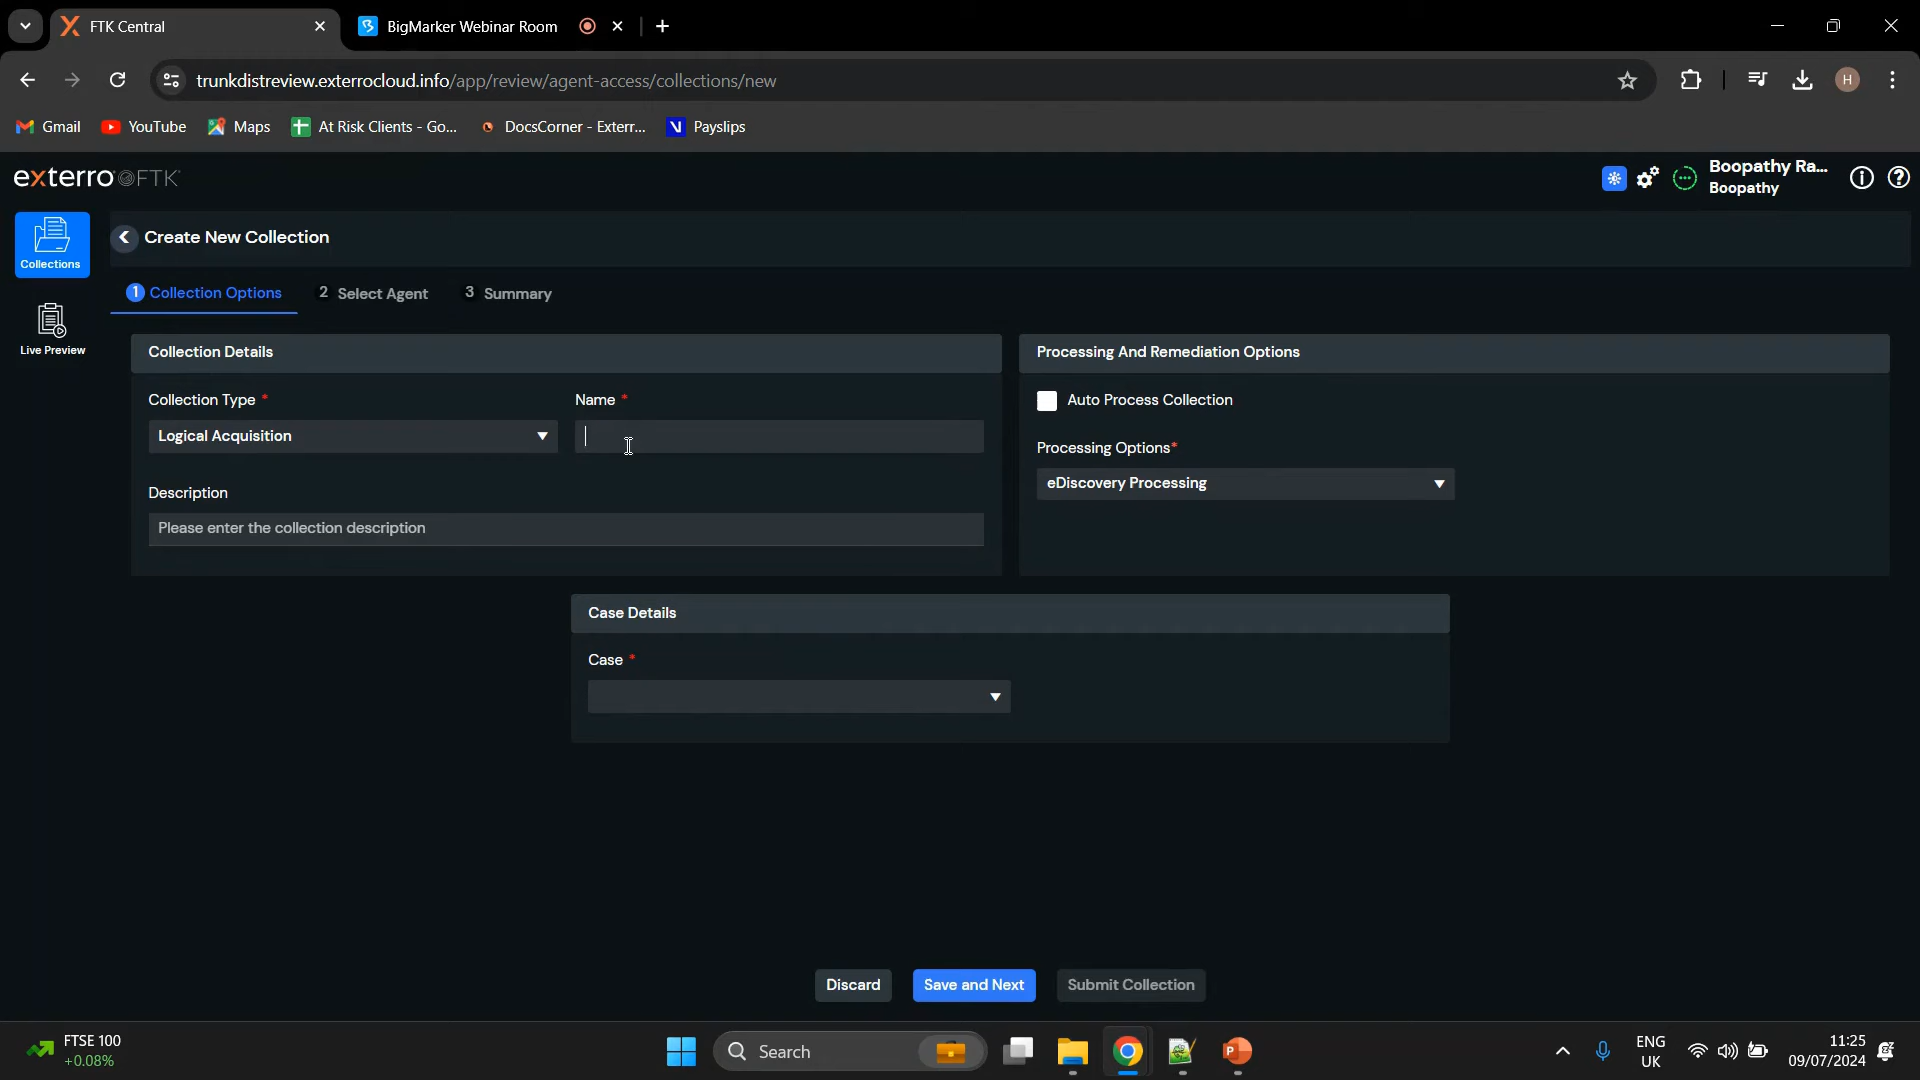 FTK Central
BigMarker Webinar Room
trunkdistreview.exterrocloud.info/app/review/agent-access/collections/new
H
Gmail
YouTube
Maps
At Risk Clients - Go...
DocsCorner - Exterr...
Payslips
exterro FTK
Boopathy Ra...
Boopathy
Collections
Live Preview
Create New Collection
1 Collection Options
2 Select Agent
3 Summary
Collection Details
Collection Type *
Name *
Logical Acquisition
Description
Please enter the collection description
Processing And Remediation Options
Auto Process Collection
Processing Options*
eDiscovery Processing
Case Details
Case *
Discard
Save and Next
Submit Collection
FTSE 100
+0.08%
Search
ENG
UK
11:25
09/07/2024